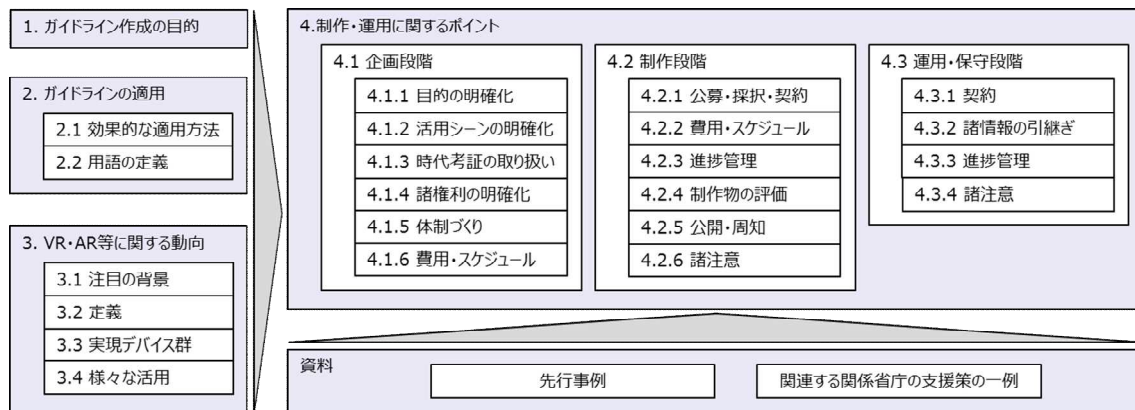 1. ガイドライン作成の目的
2. ガイドラインの適用
2.1 効果的な適用方法
2.2 用語の定義
3. VR・AR等に関する動向
3.1 注目の背景
3.2 定義
3.3 実現デバイス群
3.4 様々な活用
4.制作・運用に関するポイント
4.1 企画段階
4.1.1 目的の明確化
4.1.2 活用シーンの明確化
4.1.3 時代考証の取り扱い
4.1.4 諸権利の明確化
4.1.5 体制づくり
4.1.6 費用・スケジュール
4.2 制作段階
4.2.1 公募・採択・契約
4.2.2 費用・スケジュール
4.2.3 進捗管理
4.2.4 制作物の評価
4.2.5 公開・周知
4.2.6 諸注意
4.3 運用・保守段階
4.3.1 契約
4.3.2 諸情報の引継ぎ
4.3.3 進捗管理
4.3.4 諸注意
資料
先行事例
関連する関係省庁の支援策の一例